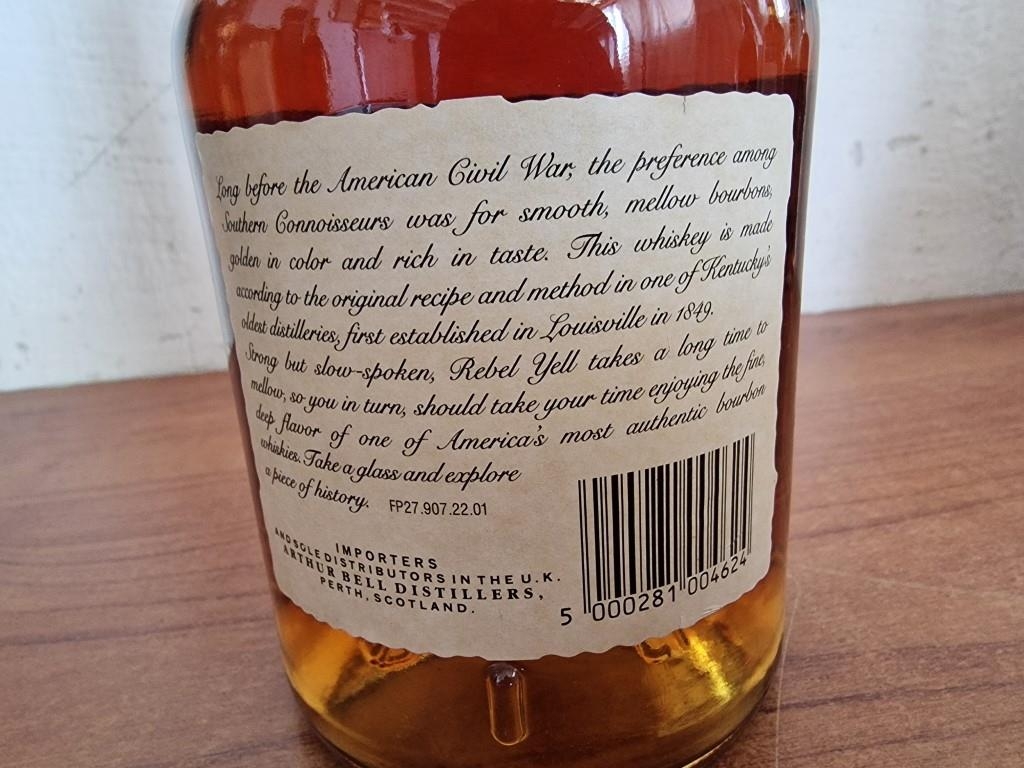 Long before the American Civil War, the preference among
Southern Connoisseurs was for smooth, mellow bourbons,
golden in color and rich in taste. This whiskey is made
according to the original recipe and method in one of Kentucky's
oldest distilleries, first established in Louisville in 1849.
Strong but slow-spoken, Rebel Yell takes a long time to
mellow, so you in turn, should take your time enjoying the fine,
deep flavor of one of America's most authentic bourbon
whiskies. Take a glass and explore
a piece of history. FP27.907.22.01
IMPORTERS
AND SOLE DISTRIBUTORS IN THE U.K.
ARTHUR BELL DISTILLERS,
PERTH, SCOTLAND.
5 000281 004624